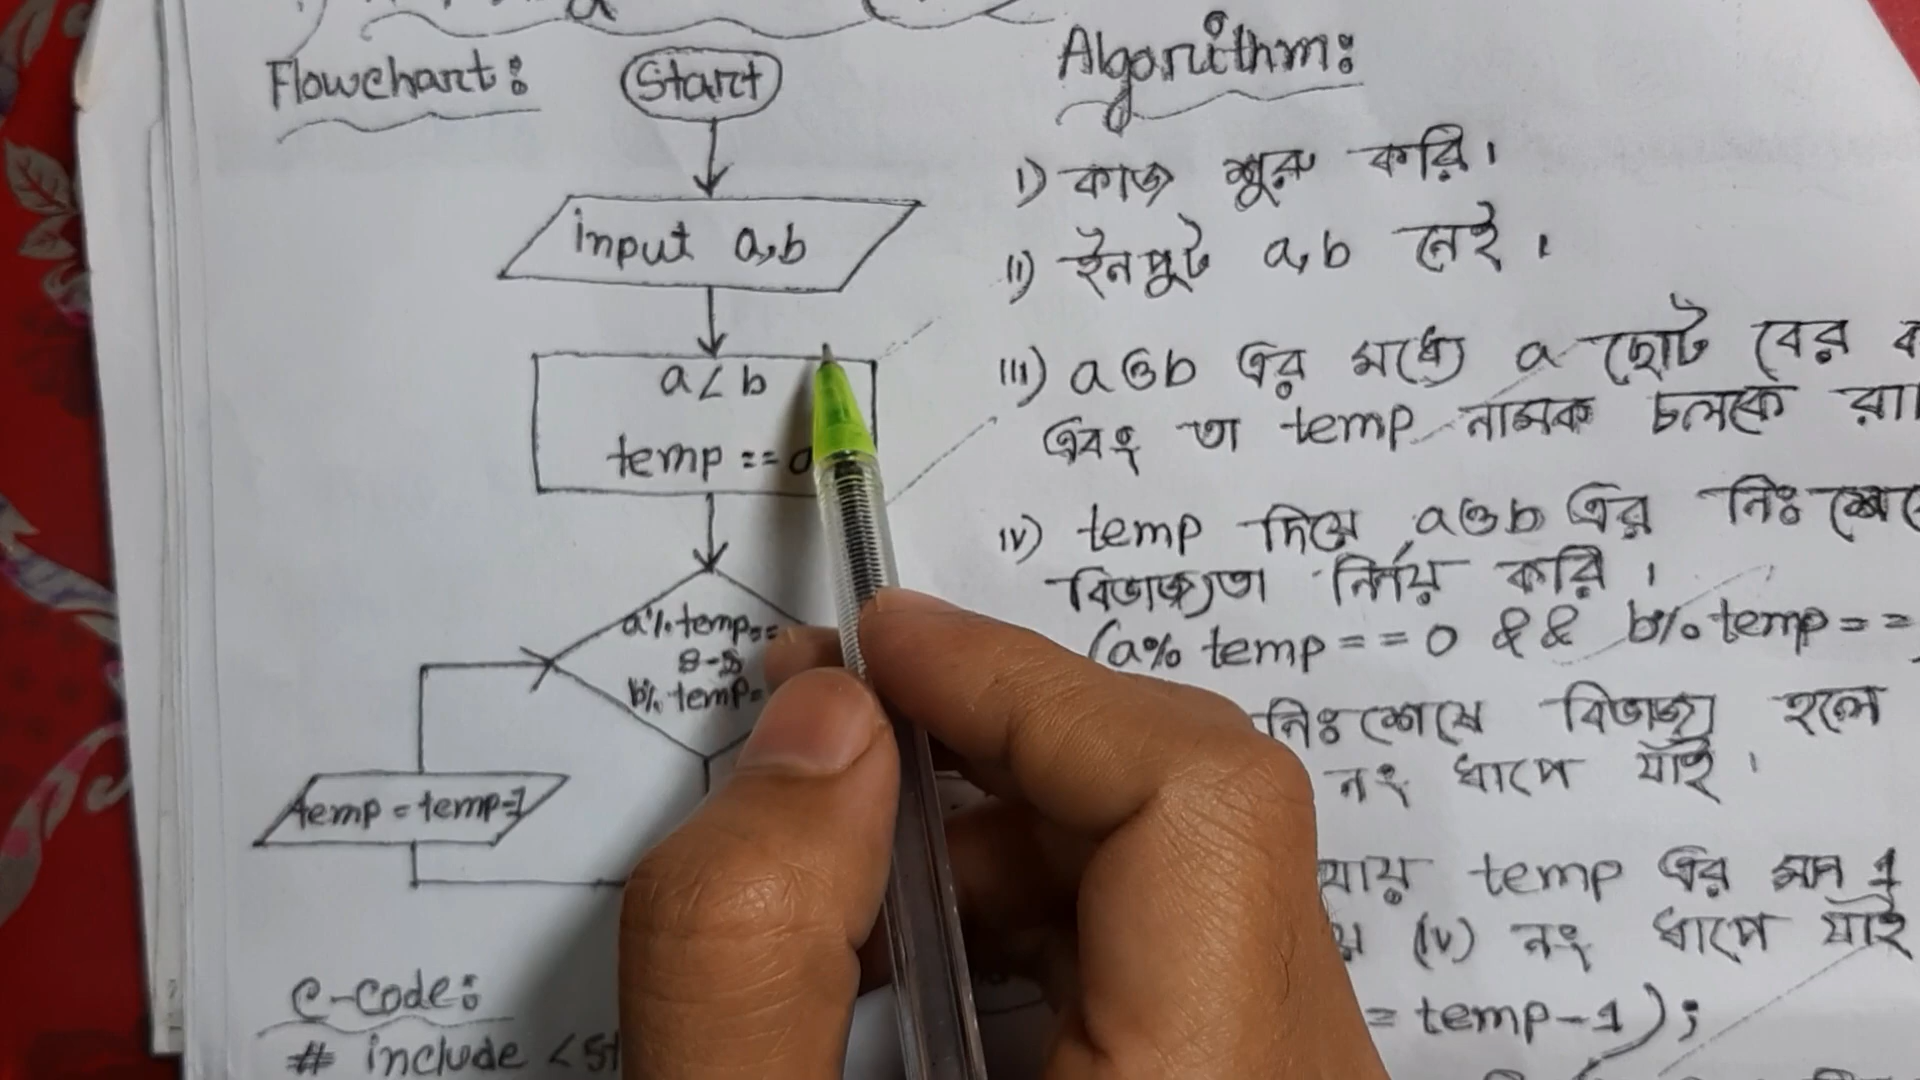 Flowchart:
Start
input a,b
a < b
temp ==
a% temp==
b% temp=
temp = temp-1
c-code:
# include <st
Algorithm:
i) কাজ শুরু করি।
ii) ইনপুট a,b নেই।
iii) a ও b এর মধ্যে a ছোট বের
এবং তা temp নামক চলকে
iv) temp দিয়ে a ও b এর নিঃ
বিভাজ্যতা নির্ণয় করি।
(a% temp == 0 && b% temp ==
নিঃশেষে বিভাজ্য হলে
নং ধাপে যাই।
যায় temp এর মান 1
(iv) নং ধাপে যাই
= temp-1);